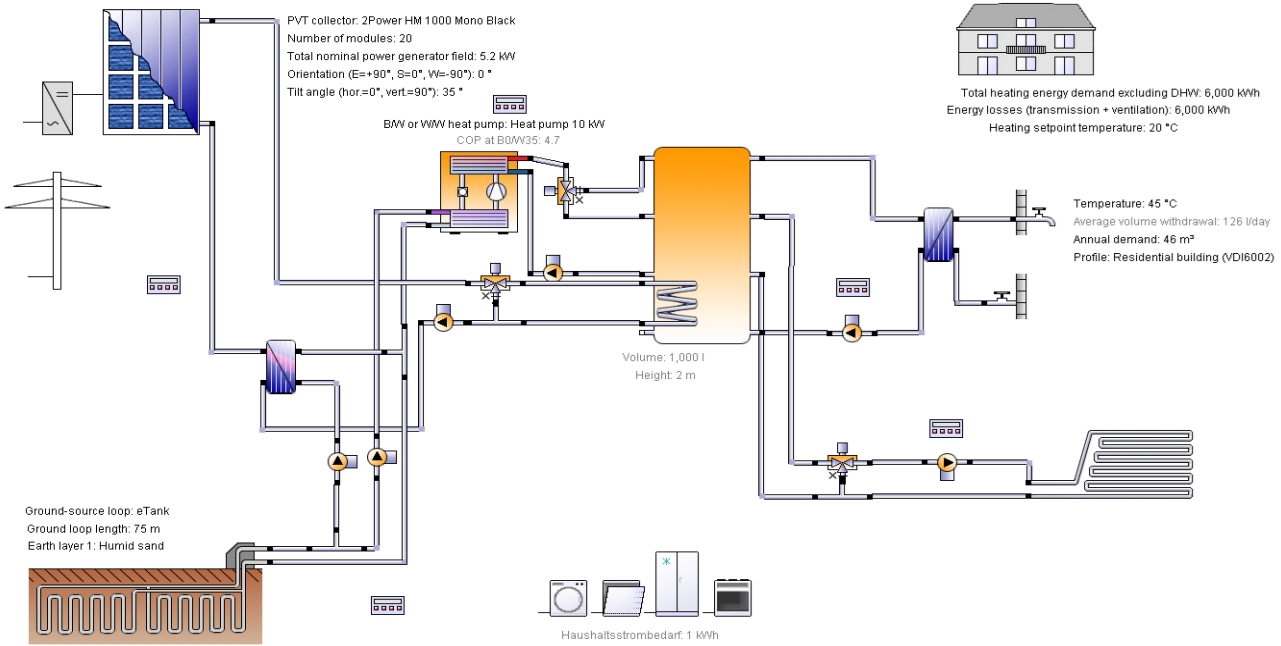 PVT collector: 2Power HM 1000 Mono Black
Number of modules: 20
Total nominal power generator field: 5.2 kW
Orientation (E=+90°, S=0°, W=-90°): 0 °
Tilt angle (hor.=0°, vert.=90°): 35 °
B/W or W/W heat pump: Heat pump 10 kW
COP at B0/W35: 4.7
Total heating energy demand excluding DHW: 6,000 kWh
Energy losses (transmission + ventilation): 6,000 kWh
Heating setpoint temperature: 20 °C
Temperature: 45 °C
Average volume withdrawal: 126 l/day
Annual demand: 46 m³
Profile: Residential building (VDI6002)
Volume: 1,000 l
Height: 2 m
Ground-source loop: eTank
Ground loop length: 75 m
Earth layer 1: Humid sand
Haushaltsstrombedarf: 1 kWh